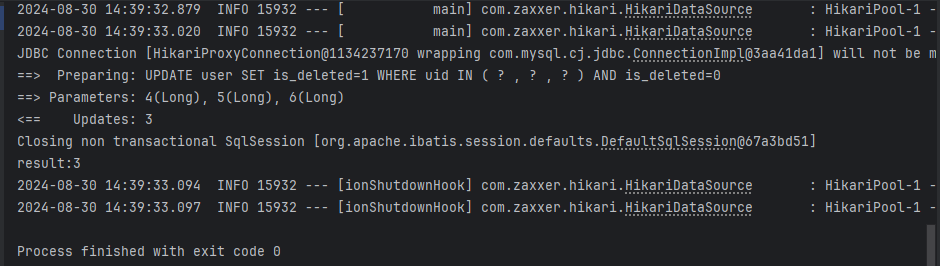 2024-08-30 14:39:32.879  INFO 15932 --- [           main] com.zaxxer.hikari.HikariDataSource       : HikariPool-1 -
2024-08-30 14:39:33.020  INFO 15932 --- [           main] com.zaxxer.hikari.HikariDataSource       : HikariPool-1 -
JDBC Connection [HikariProxyConnection@1134237170 wrapping com.mysql.cj.jdbc.ConnectionImpl@3aa41da1] will not be m
==>  Preparing: UPDATE user SET is_deleted=1 WHERE uid IN ( ? , ? , ? ) AND is_deleted=0
==> Parameters: 4(Long), 5(Long), 6(Long)
<==    Updates: 3
Closing non transactional SqlSession [org.apache.ibatis.session.defaults.DefaultSqlSession@67a3bd51]
result:3
2024-08-30 14:39:33.094  INFO 15932 --- [ionShutdownHook] com.zaxxer.hikari.HikariDataSource       : HikariPool-1 -
2024-08-30 14:39:33.097  INFO 15932 --- [ionShutdownHook] com.zaxxer.hikari.HikariDataSource       : HikariPool-1 -
Process finished with exit code 0